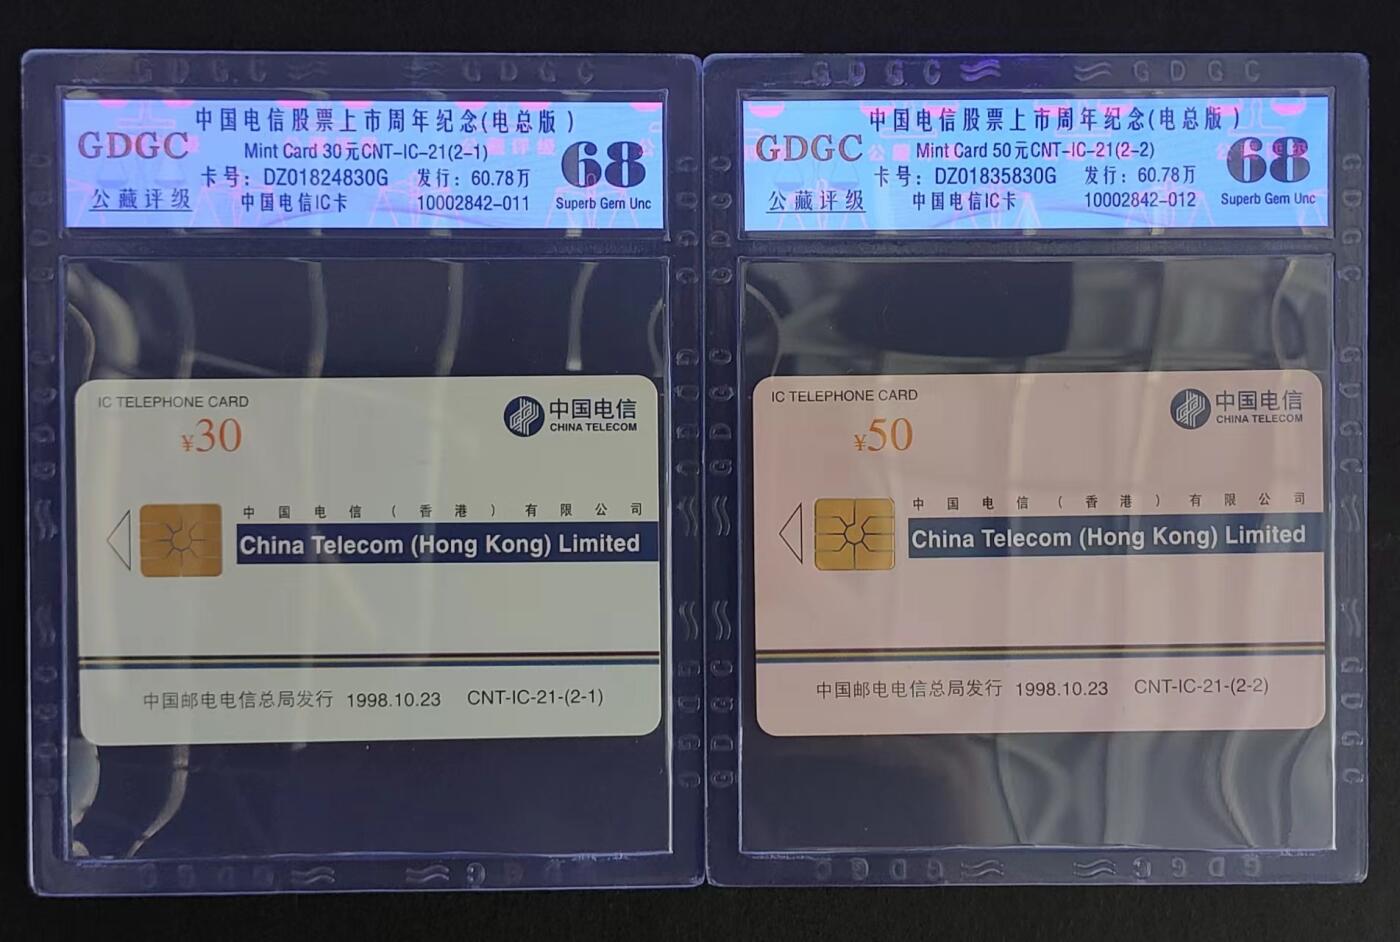 中国电信股票上市周年纪念(电总版 )
GDGC
Mint Card 30元CNT-IC-21(2-1)
68
卡号: DZ01824830G 发行: 60.78万
公藏评级
中国电信IC卡 10002842-011
Superb Gem Unc
IC TELEPHONE CARD
¥30
中国电信
CHINA TELECOM
中国电信(香港)有限公司
China Telecom (Hong Kong) Limited
中国邮电电信总局发行 1998.10.23 CNT-IC-21-(2-1)
中国电信股票上市周年纪念(电总版 )
GDGC
Mint Card 50元CNT-IC-21(2-2)
68
卡号: DZ01835830G 发行: 60.78万
公藏评级
中国电信IC卡 10002842-012
Superb Gem Unc
IC TELEPHONE CARD
¥50
中国电信
CHINA TELECOM
中国电信(香港)有限公司
China Telecom (Hong Kong) Limited
中国邮电电信总局发行 1998.10.23 CNT-IC-21-(2-2)